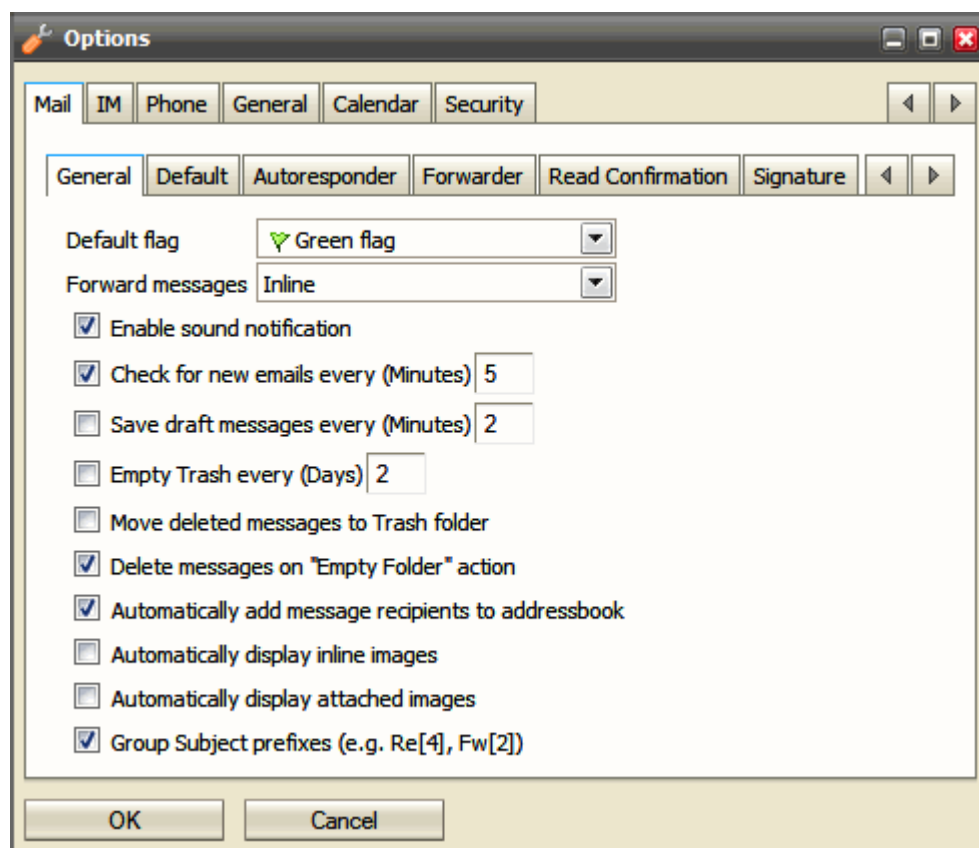 Options
Mail IM Phone General Calendar Security
General Default Autoresponder Forwarder Read Confirmation Signature
Default flag Green flag
Forward messages Inline
Enable sound notification
Check for new emails every (Minutes) 5
Save draft messages every (Minutes) 2
Empty Trash every (Days) 2
Move deleted messages to Trash folder
Delete messages on "Empty Folder" action
Automatically add message recipients to addressbook
Automatically display inline images
Automatically display attached images
Group Subject prefixes (e.g. Re[4], Fw[2])
OK Cancel